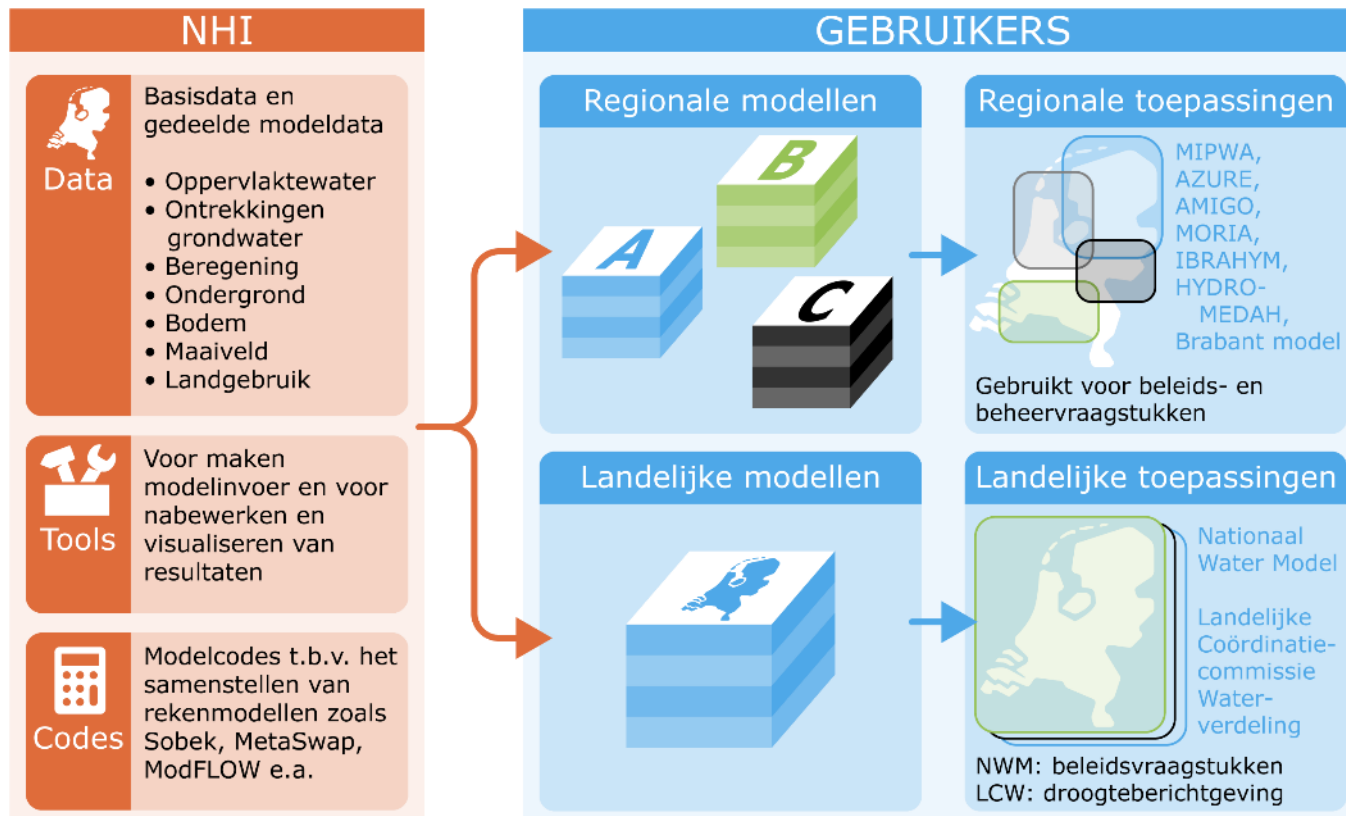 NHI
Data
Basisdata en
gedeelde modeldata
• Oppervlaktewater
• Ontrekkingen
grondwater
• Beregening
• Ondergrond
• Bodem
• Maaiveld
• Landgebruik
Tools
Voor maken
modelinvoer en voor
nabewerken en
visualiseren van
resultaten
Codes
Modelcodes t.b.v. het
samenstellen van
rekenmodellen zoals
Sobek, MetaSwap,
ModFLOW e.a.
GEBRUIKERS
Regionale modellen
A
B
C
Regionale toepassingen
MIPWA,
AZURE,
AMIGO,
MORIA,
IBRAHYM,
HYDRO-
MEDAH,
Brabant model
Gebruikt voor beleids- en
beheervraagstukken
Landelijke modellen
Landelijke toepassingen
Nationaal
Water Model
Landelijke
Coördinatie-
commissie
Water-
verdeling
NWM: beleidsvraagstukken
LCW: droogteberichtgeving